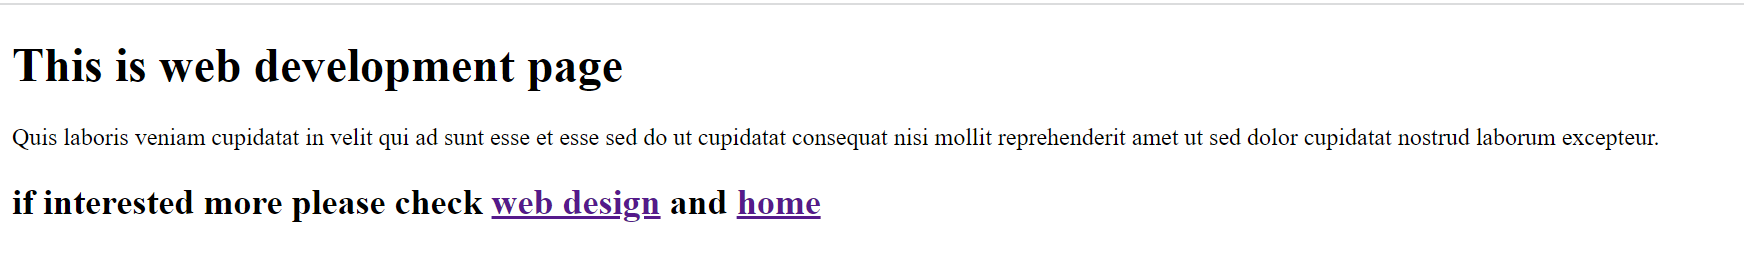 This is web development page
Quis laboris veniam cupidatat in velit qui ad sunt esse et esse sed do ut cupidatat consequat nisi mollit reprehenderit amet ut sed dolor cupidatat nostrud laborum excepteur.
if interested more please check web design and home